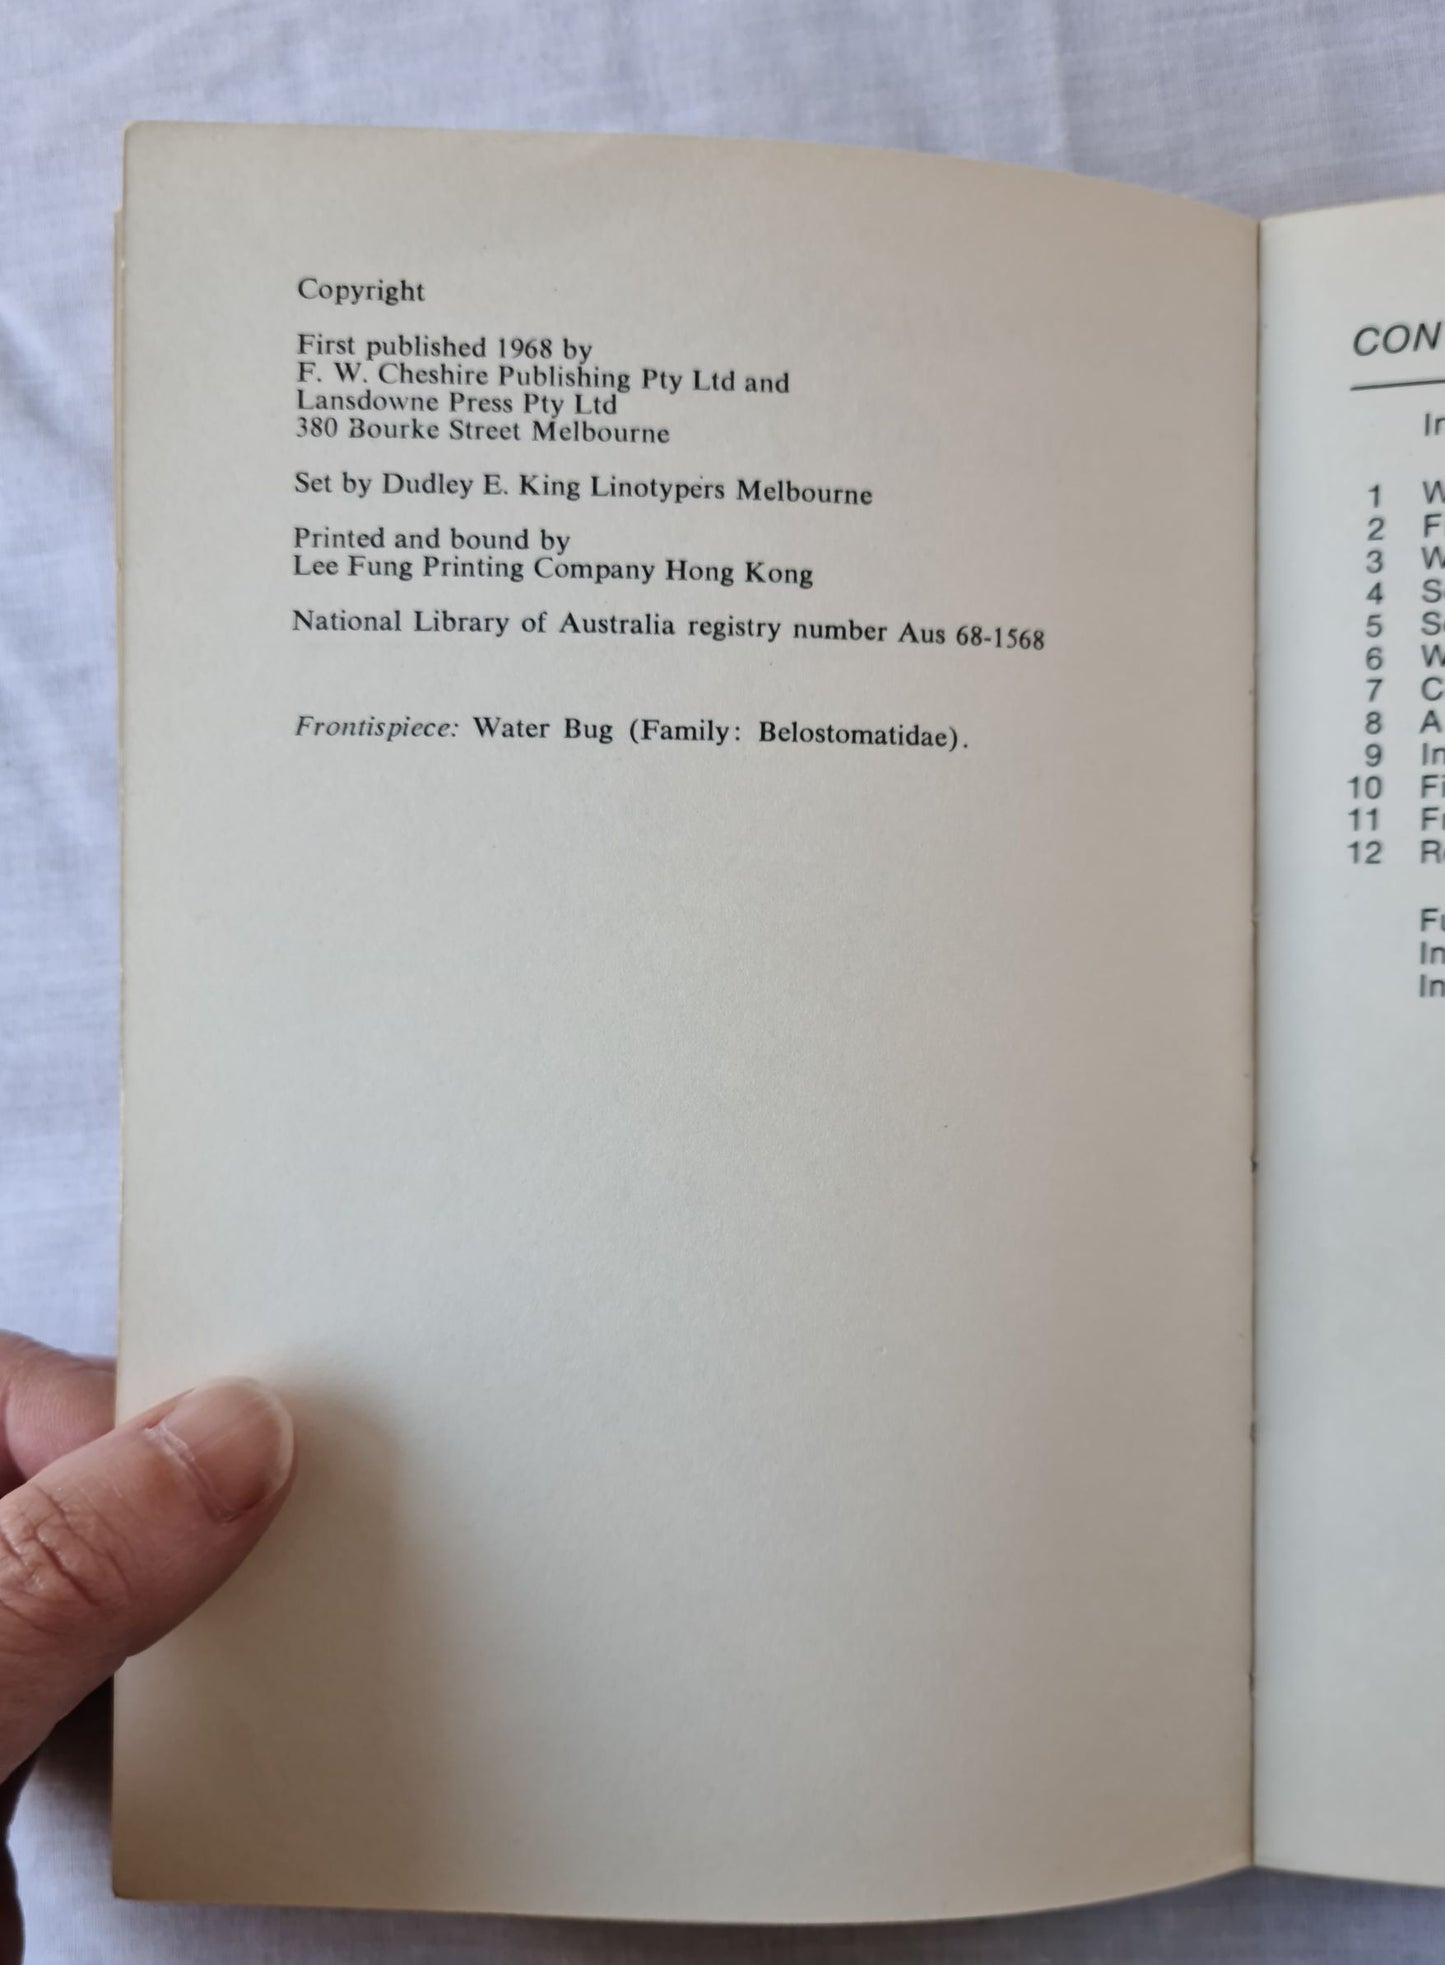 Copyright
First published 1968 by
F. W. Cheshire Publishing Pty Ltd and
Lansdowne Press Pty Ltd
380 Bourke Street Melbourne
Set by Dudley E. King Linotypers Melbourne
Printed and bound by
Lee Fung Printing Company Hong Kong
National Library of Australia registry number Aus 68-1568
Frontispiece: Water Bug (Family: Belostomatidae).
1
2
3
4
5
6
7
8
9
10
11
12